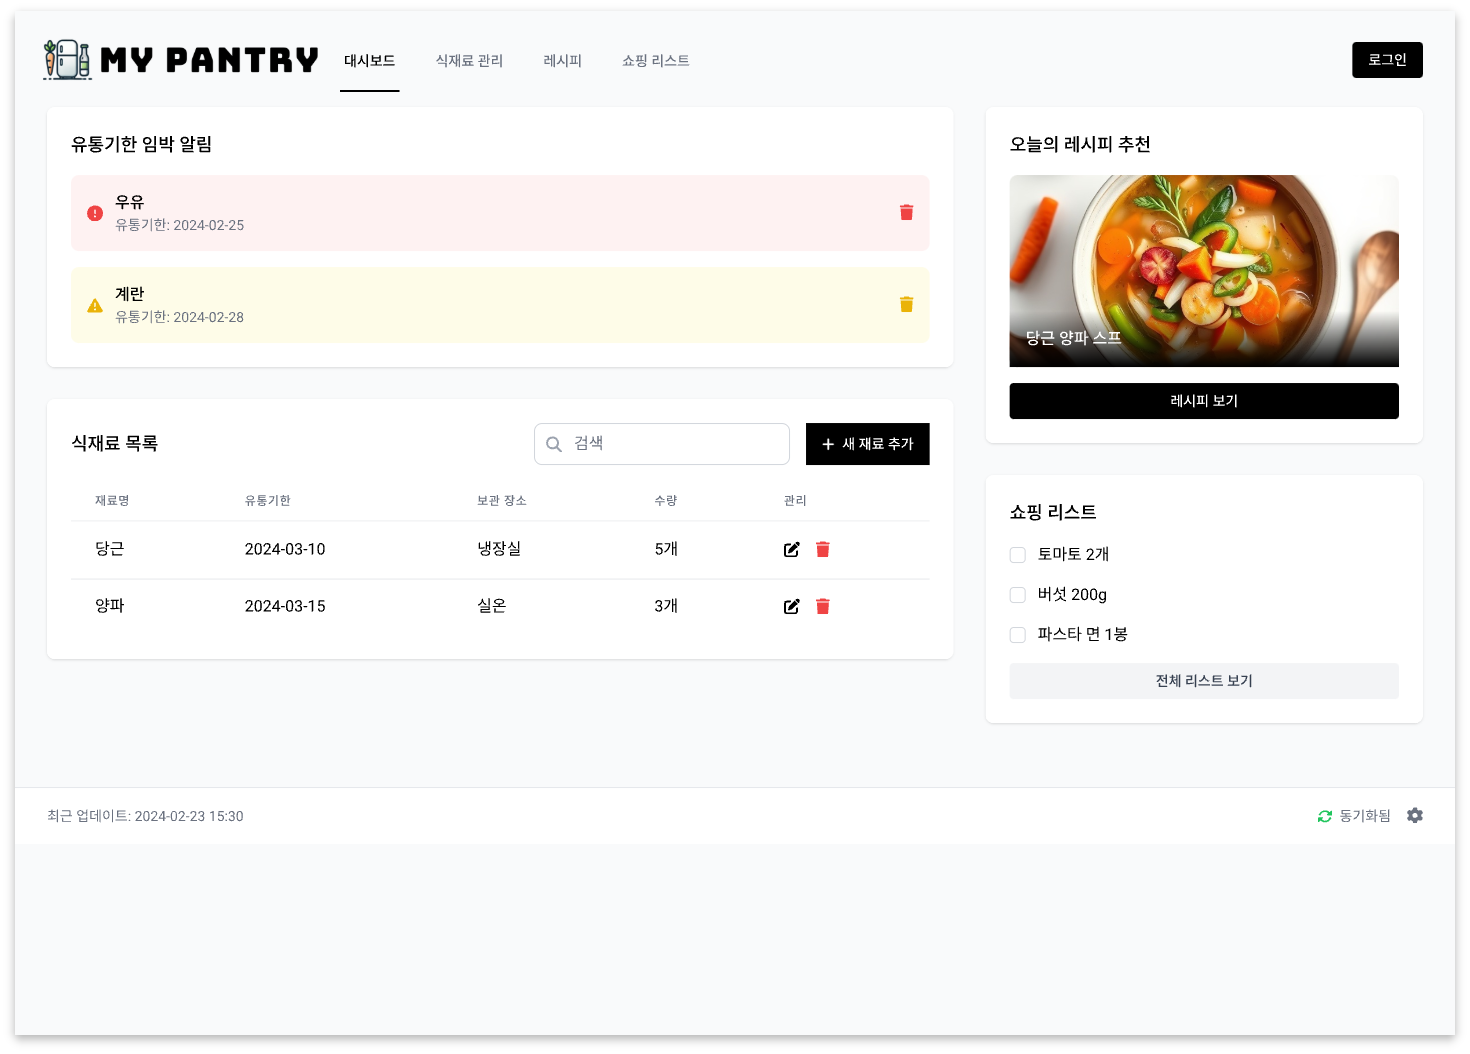 MY PANTRY
대시보드
식재료 관리
레시피
쇼핑 리스트
로그인
유통기한 임박 알림
우유
유통기한: 2024-02-25
계란
유통기한: 2024-02-28
식재료 목록
검색
+ 새 재료 추가
재료명 유통기한 보관 장소 수량 관리
당근 2024-03-10 냉장실 5개
양파 2024-03-15 실온 3개
오늘의 레시피 추천
당근 양파 스프
레시피 보기
쇼핑 리스트
토마토 2개
버섯 200g
파스타 면 1봉
전체 리스트 보기
최근 업데이트: 2024-02-23 15:30
동기화됨